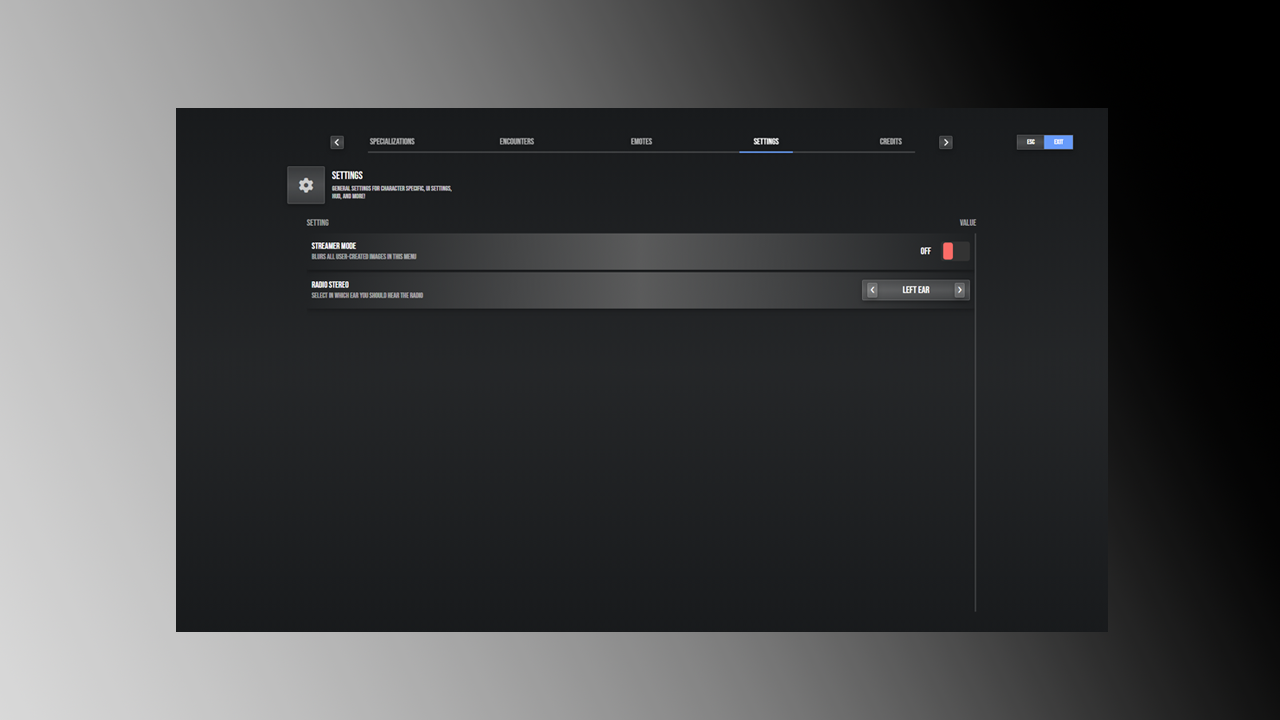 SPECIALIZATIONS ENCOUNTERS EMOTES SETTINGS CREDITS ESC EXIT
SETTINGS
GENERAL SETTINGS FOR CHARACTER SPECIFIC, UI SETTINGS,
HUD, AND MORE!
SETTING VALUE
STREAMER MODE
BLURS ALL USER-CREATED IMAGES IN THIS MENU
OFF
RADIO STEREO
SELECT IN WHICH EAR YOU SHOULD HEAR THE RADIO
LEFT EAR